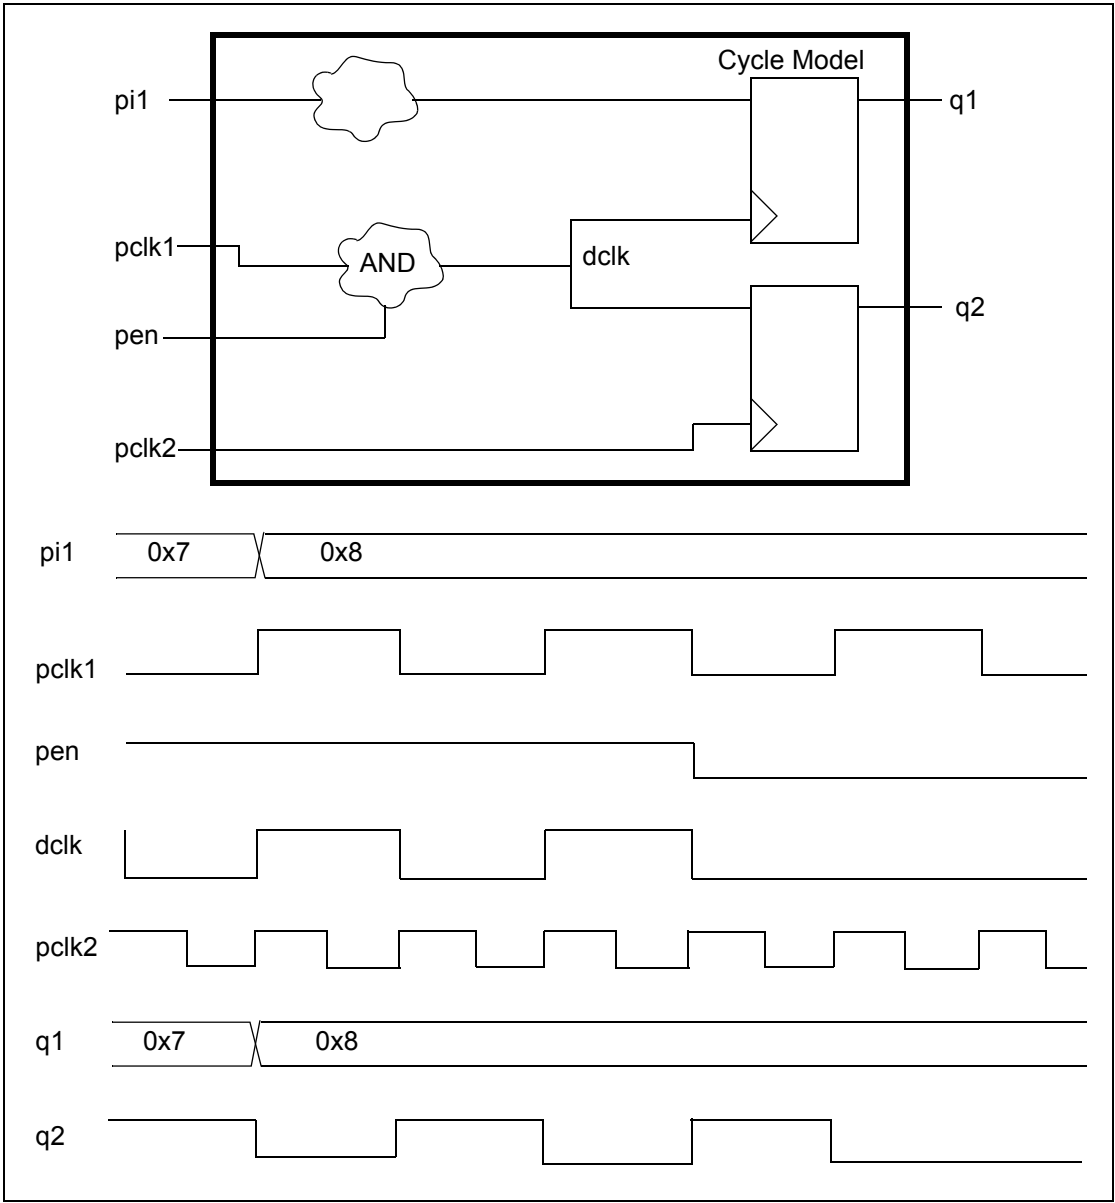 Cycle Model
pi1
q1
pclk1
AND
dclk
q2
pen
pclk2
pi1
0x7
0x8
pclk1
pen
dclk
pclk2
q1
0x7
0x8
q2